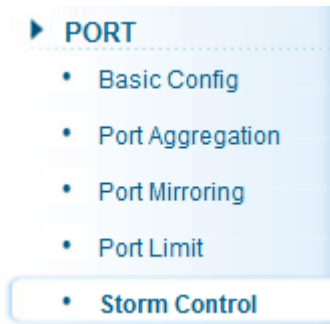 PORT
Basic Config
Port Aggregation
Port Mirroring
Port Limit
Storm Control